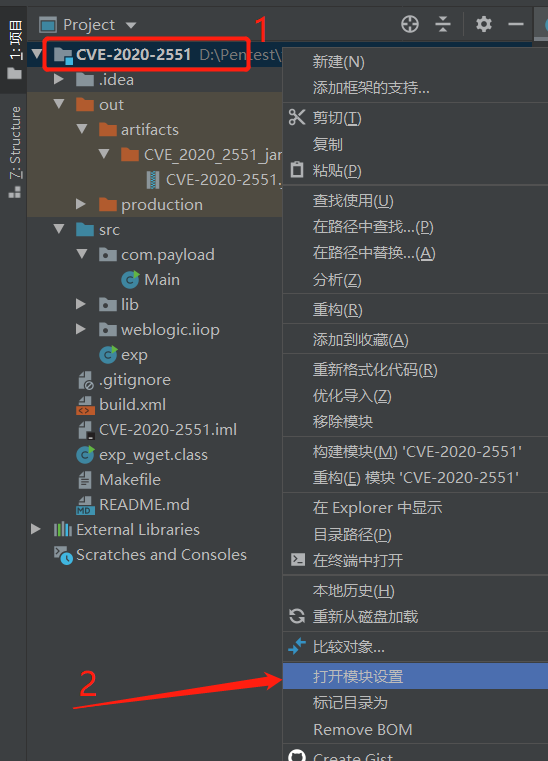 1: 项目
Z: Structure
Project
1
CVE-2020-2551 D:\Pentest\
.idea
out
artifacts
CVE_2020_2551_jar
CVE-2020-2551.
production
src
com.payload
Main
lib
weblogic.iiop
exp
.gitignore
build.xml
CVE-2020-2551.iml
exp_wget.class
Makefile
README.md
External Libraries
Scratches and Consoles
2
新建(N)
添加框架的支持...
剪切(T)
复制
粘贴(P)
查找使用(U)
在路径中查找...(P)
在路径中替换...(A)
分析(Z)
重构(R)
添加到收藏(A)
重新格式化代码(R)
优化导入(Z)
移除模块
构建模块(M) 'CVE-2020-2551'
重构(E) 模块 'CVE-2020-2551'
在 Explorer 中显示
目录路径(P)
在终端中打开
本地历史(H)
重新从磁盘加载
比较对象...
打开模块设置
标记目录为
Remove BOM
Create Gist